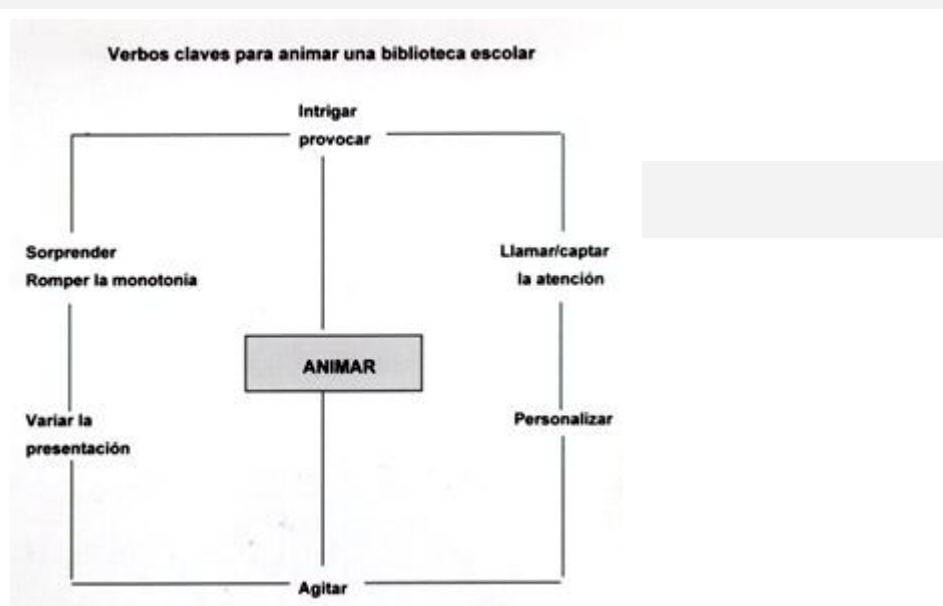 Verbos claves para animar una biblioteca escolar
Intrigar
provocar
Sorprender
Romper la monotonía
Llamar/captar
la atención
ANIMAR
Variar la
presentación
Personalizar
Agitar